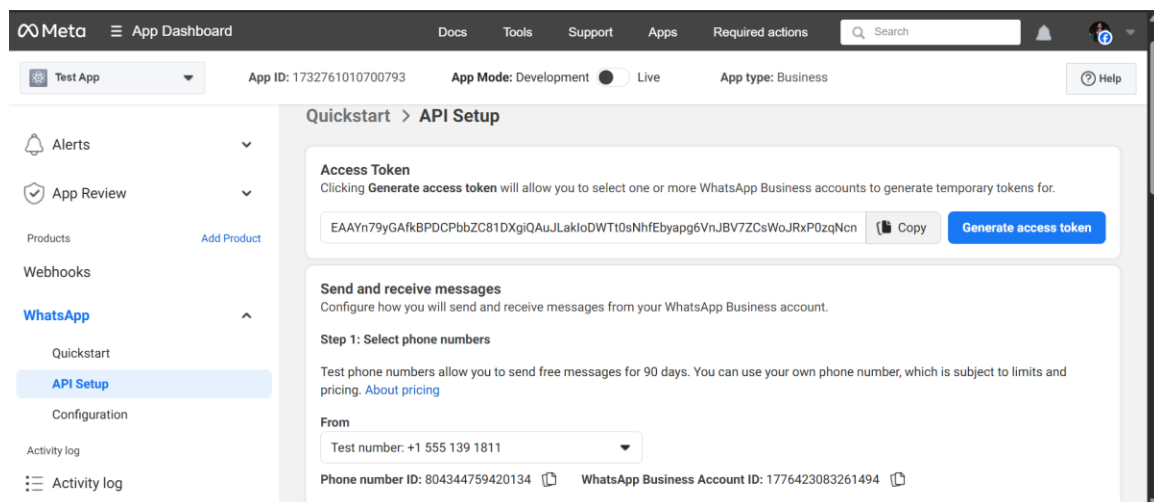 Meta
App Dashboard
Docs
Tools
Support
Apps
Required actions
Search
Test App
App ID: 1732761010700793
App Mode: Development
Live
App type: Business
Help
Alerts
App Review
Products
Add Product
Webhooks
WhatsApp
Quickstart
API Setup
Configuration
Activity log
Activity log
Quickstart > API Setup
Access Token
Clicking Generate access token will allow you to select one or more WhatsApp Business accounts to generate temporary tokens for.
EAAYn79yGAfkBPDCPbbZC81DXgiQAuJLakIoDWTt0sNhfEbyapg6VnJBV7ZCsWoJRxP0zqNcn
Copy
Generate access token
Send and receive messages
Configure how you will send and receive messages from your WhatsApp Business account.
Step 1: Select phone numbers
Test phone numbers allow you to send free messages for 90 days. You can use your own phone number, which is subject to limits and
pricing. About pricing
From
Test number: +1 555 139 1811
Phone number ID: 804344759420134
WhatsApp Business Account ID: 1776423083261494